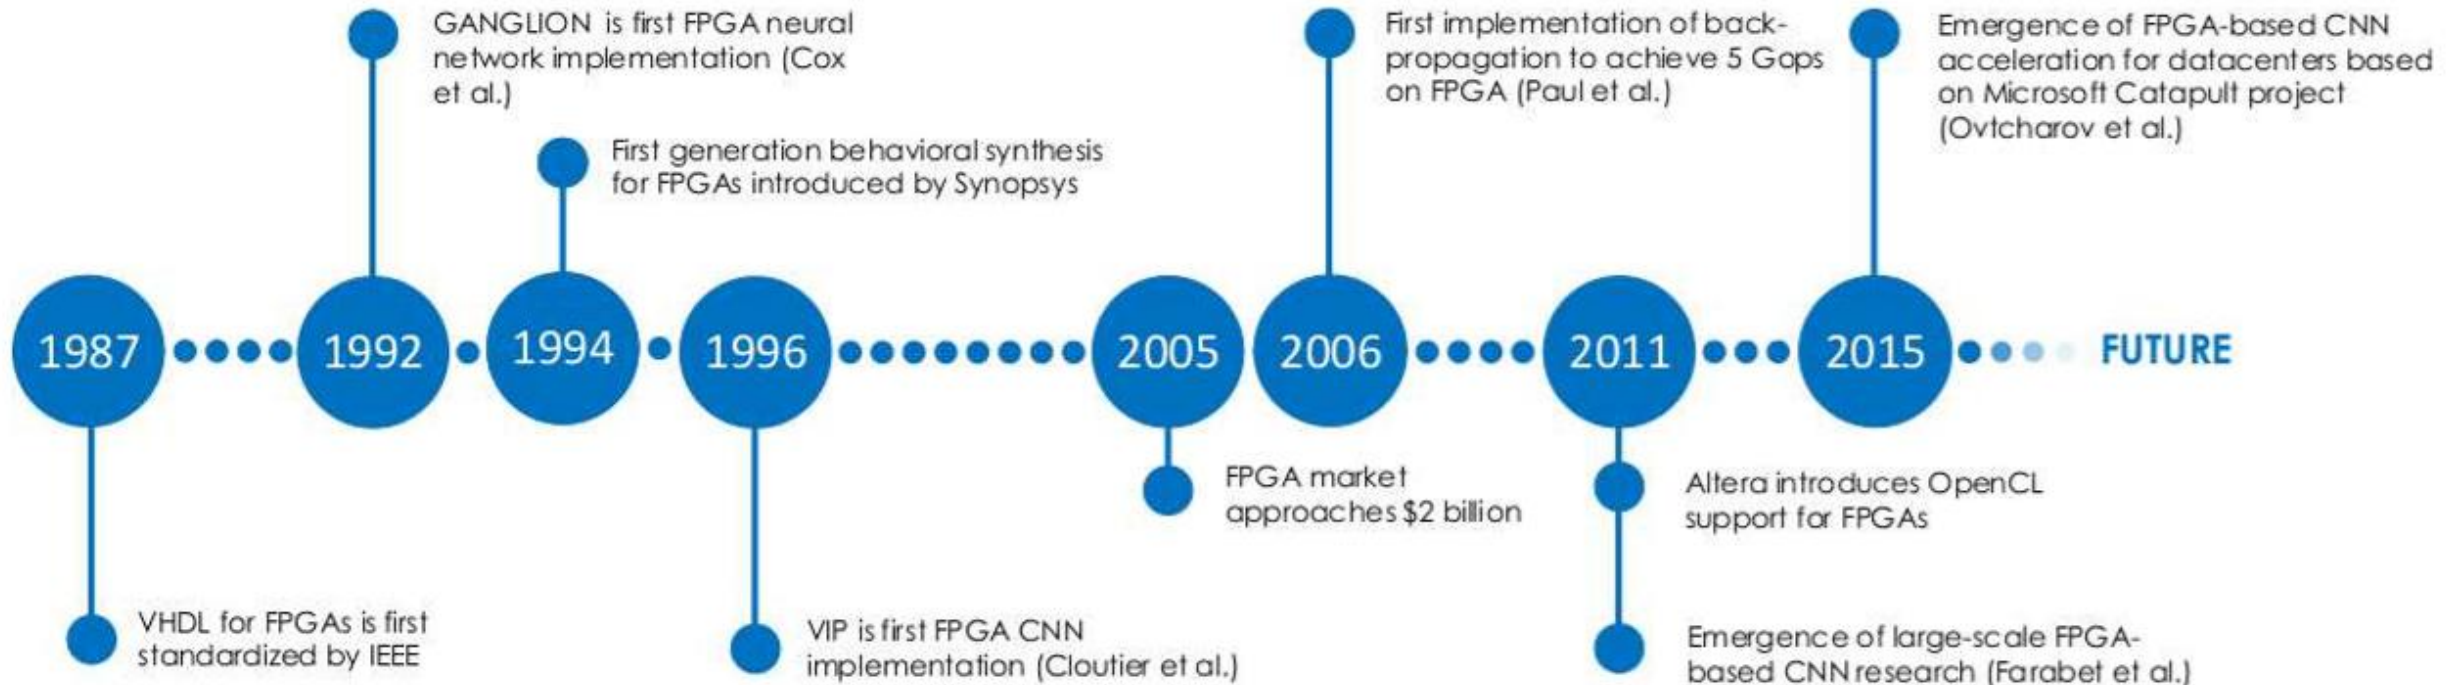 GANGLION is first FPGA neural
network implementation (Cox
et al.)
First generation behavioral synthesis
for FPGAs introduced by Synopsys
First implementation of back-
propagation to achieve 5 Gops
on FPGA (Paul et al.)
Emergence of FPGA-based CNN
acceleration for datacenters based
on Microsoft Catapult project
(Ovtcharov et al.)
1987
1992
1994
1996
2005
2006
2011
2015
FUTURE
VHDL for FPGAs is first
standardized by IEEE
VIP is first FPGA CNN
implementation (Cloutier et al.)
FPGA market
approaches $2 billion
Altera introduces OpenCL
support for FPGAs
Emergence of large-scale FPGA-
based CNN research (Farabet et al.)